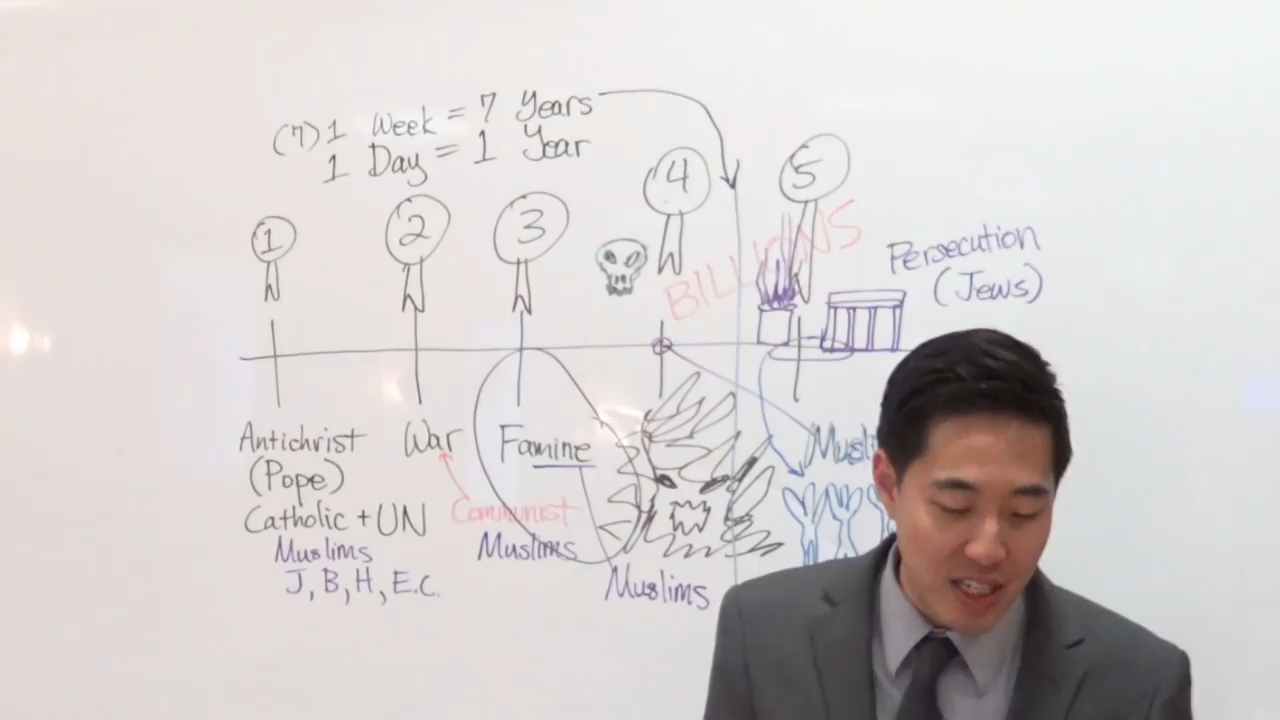 (7) 1 Week = 7 Years
1 Day = 1 Year
1
2
3
4
5
BILLIONS
Persecution
(Jews)
Antichrist
(Pope)
Catholic + UN
Muslims
J, B, H, E.C.
War
Communist
Muslims
Famine
Muslims